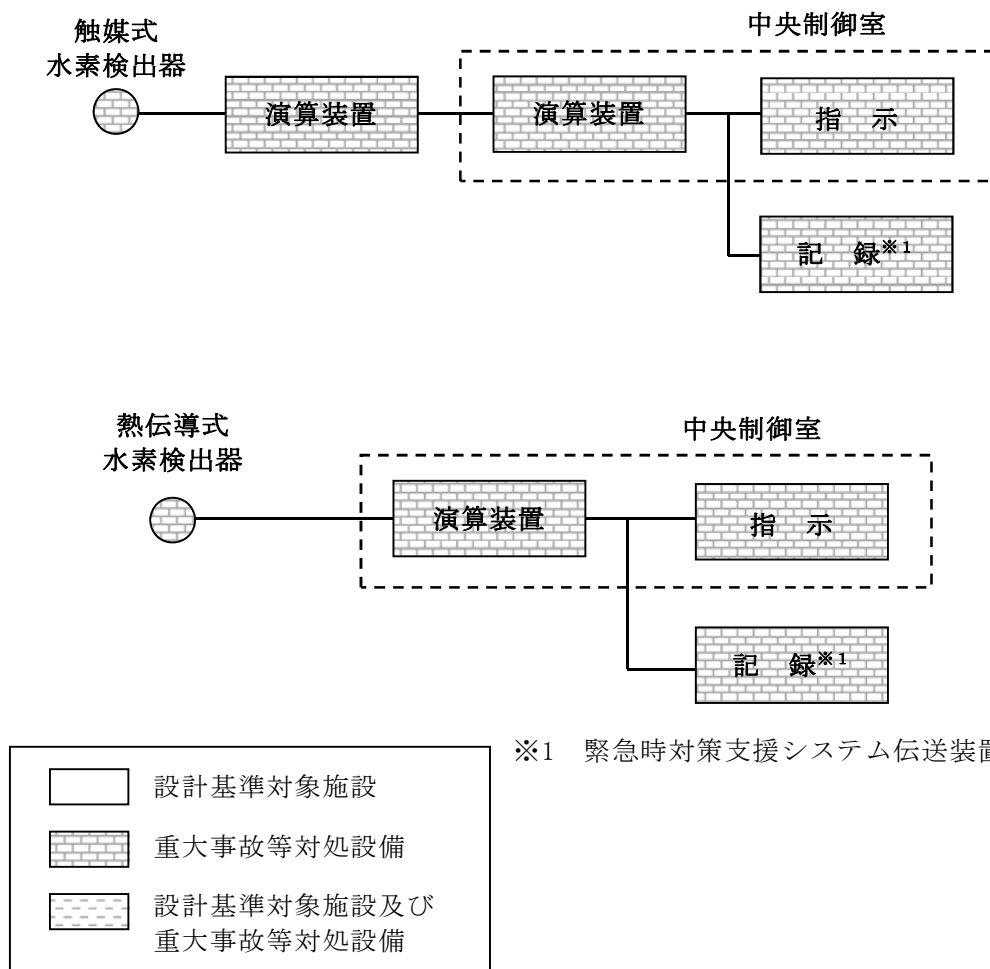 中央制御室
触媒式
水素検出器
演算装置
演算装置
指 示
記 録※1
熱伝導式
水素検出器
中央制御室
演算装置
指 示
記 録※1
※1 緊急時対策支援システム伝送装置
設計基準対象施設
重大事故等対処設備
設計基準対象施設及び
重大事故等対処設備